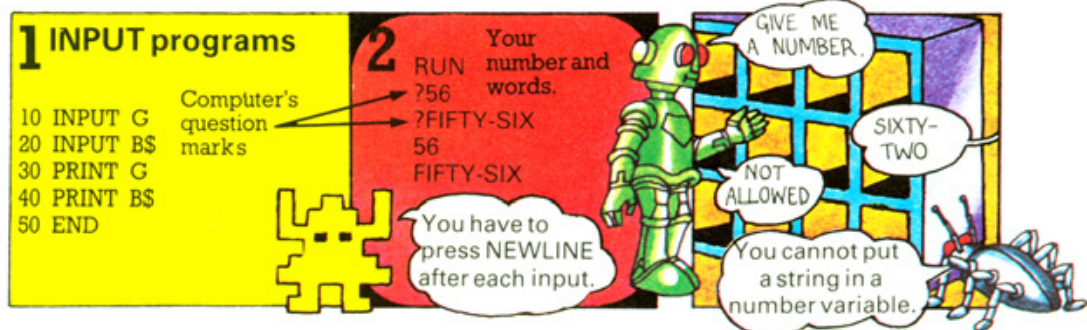 1 INPUT programs
10 INPUT G
20 INPUT B$
30 PRINT G
40 PRINT B$
50 END
Computer's
question
marks
2
Your
number and
words.
RUN
?56
?FIFTY-SIX
56
FIFTY-SIX
You have to
press NEWLINE
after each input.
GIVE ME
A NUMBER.
SIXTY-
TWO
NOT
ALLOWED
You cannot put
a string in a
number variable.